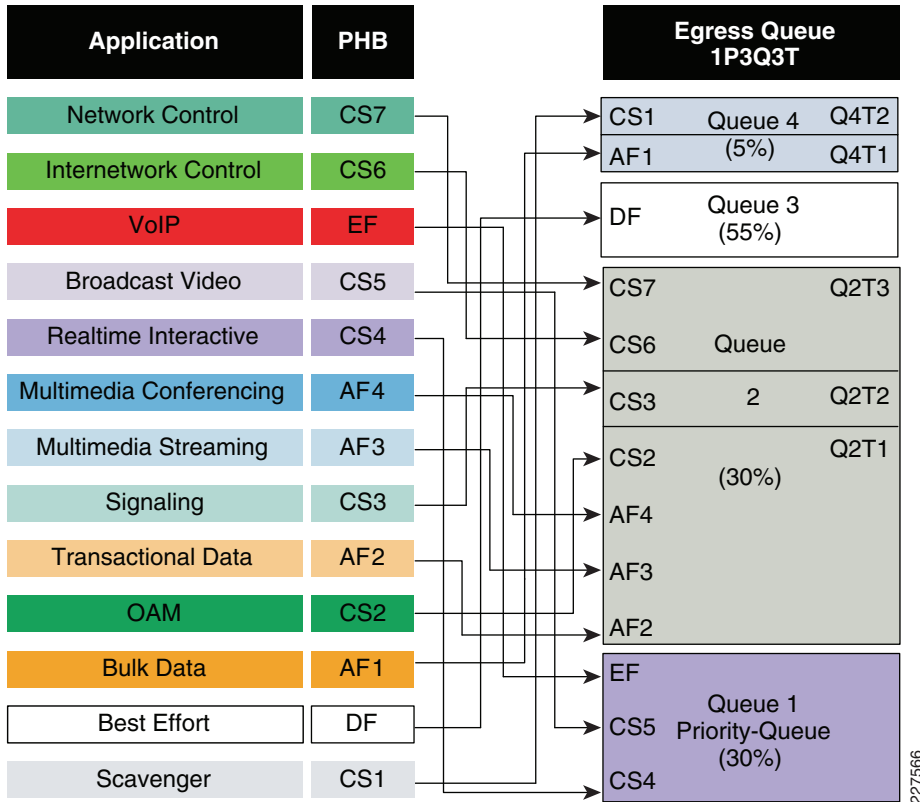 Application PHB
Network Control CS7
Internetwork Control CS6
VoIP EF
Broadcast Video CS5
Realtime Interactive CS4
Multimedia Conferencing AF4
Multimedia Streaming AF3
Signaling CS3
Transactional Data AF2
OAM CS2
Bulk Data AF1
Best Effort DF
Scavenger CS1
Egress Queue
1P3Q3T
CS1 Queue 4 Q4T2
AF1 (5%) Q4T1
DF Queue 3
(55%)
CS7 Q2T3
CS6 Queue
CS3 2 Q2T2
CS2 Q2T1
(30%)
AF4
AF3
AF2
EF
Queue 1
CS5 Priority-Queue
(30%)
CS4
227566